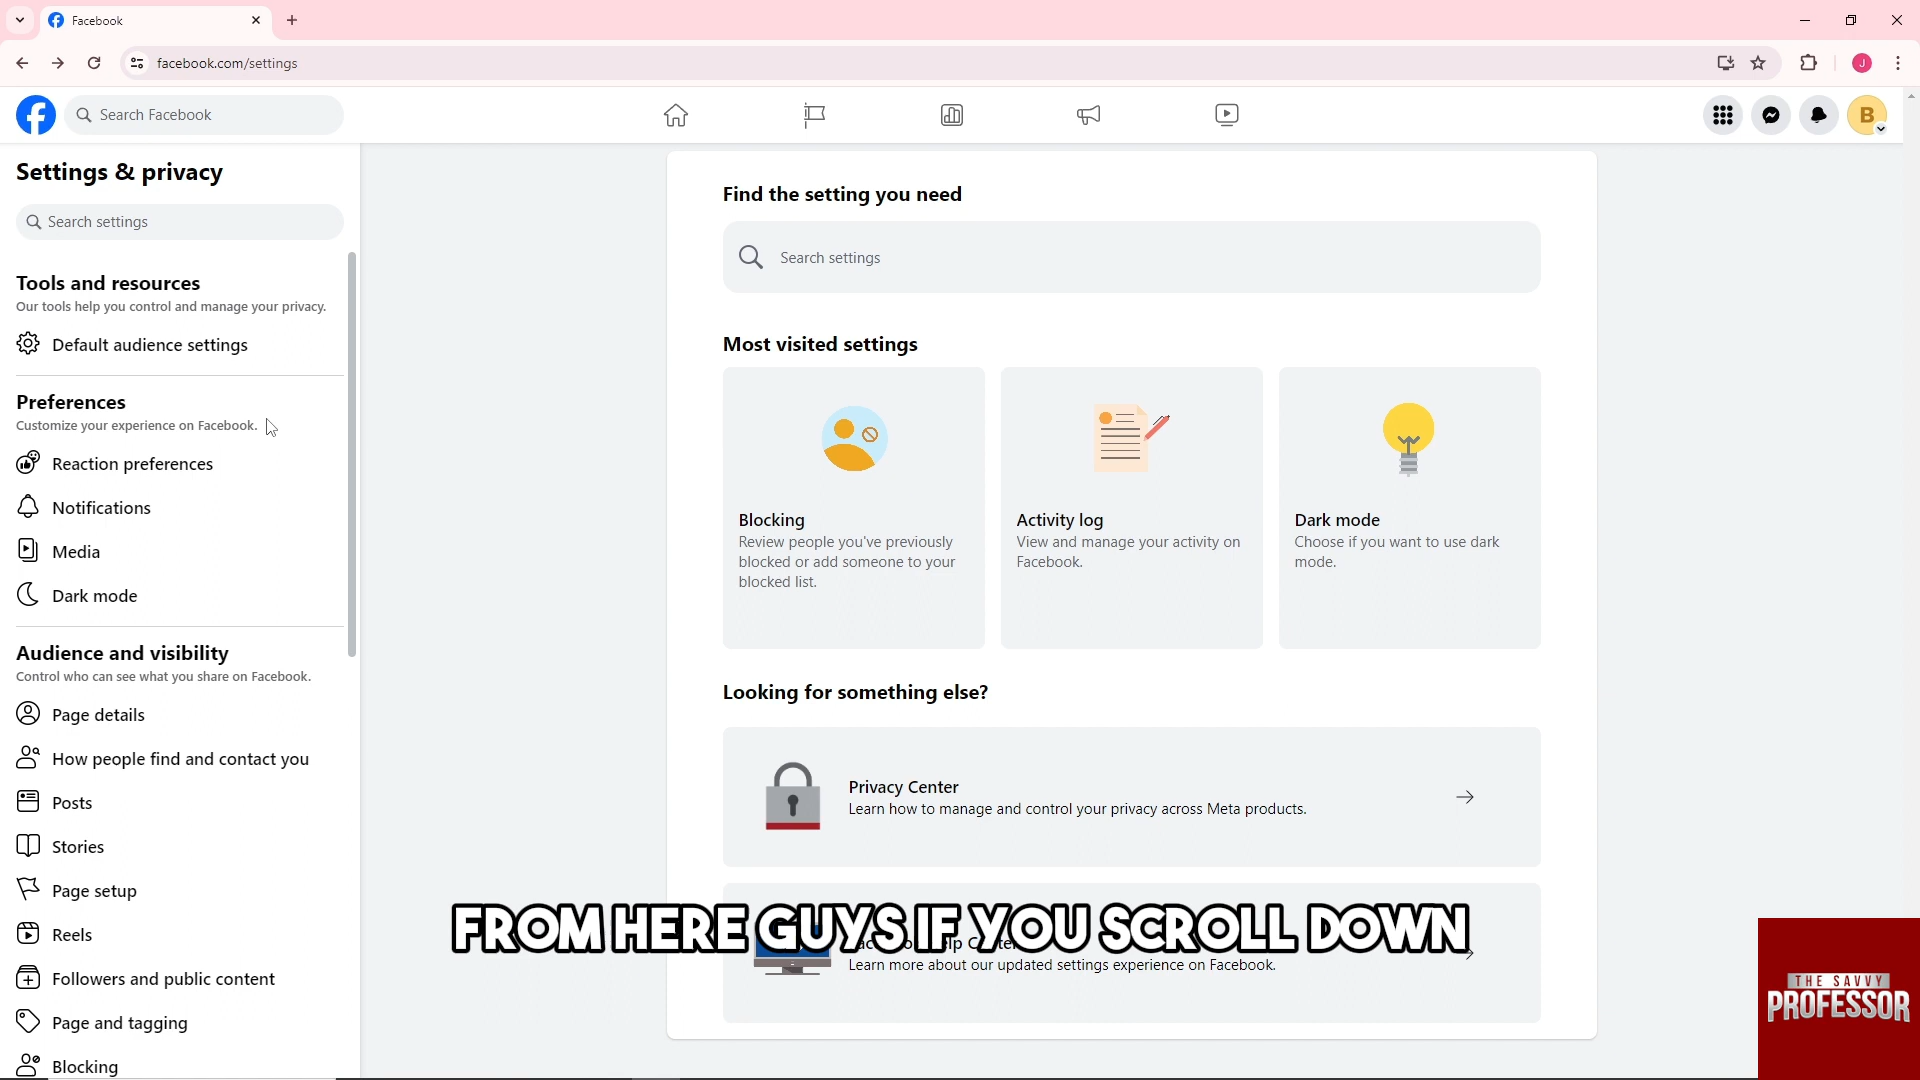 Facebook
facebook.com/settings
J
Search Facebook
B
Settings & privacy
Search settings
Tools and resources
Our tools help you control and manage your privacy.
Default audience settings
Preferences
Customize your experience on Facebook.
Reaction preferences
Notifications
Media
Dark mode
Audience and visibility
Control who can see what you share on Facebook.
Page details
How people find and contact you
Posts
Stories
Page setup
Reels
Followers and public content
Page and tagging
Blocking
Find the setting you need
Search settings
Most visited settings
Blocking
Review people you've previously
blocked or add someone to your
blocked list.
Activity log
View and manage your activity on
Facebook.
Dark mode
Choose if you want to use dark
mode.
Looking for something else?
Privacy Center
Learn how to manage and control your privacy across Meta products.
FROM HERE GUYS IF YOU SCROLL DOWN
Learn more about our updated settings experience on Facebook.
THE SAVVY
PROFESSOR